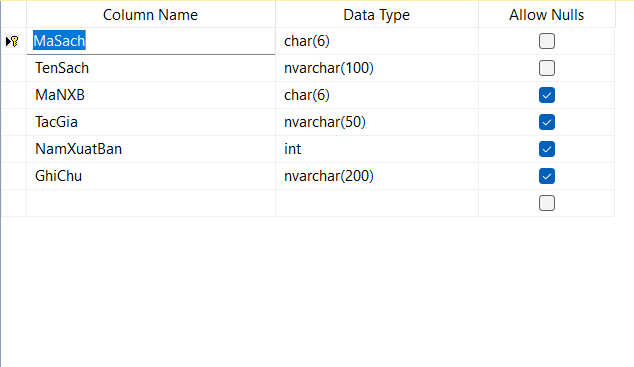 Column Name Data Type Allow Nulls
MaSach char(6)
TenSach nvarchar(100)
MaNXB char(6)
TacGia nvarchar(50)
NamXuatBan int
GhiChu nvarchar(200)